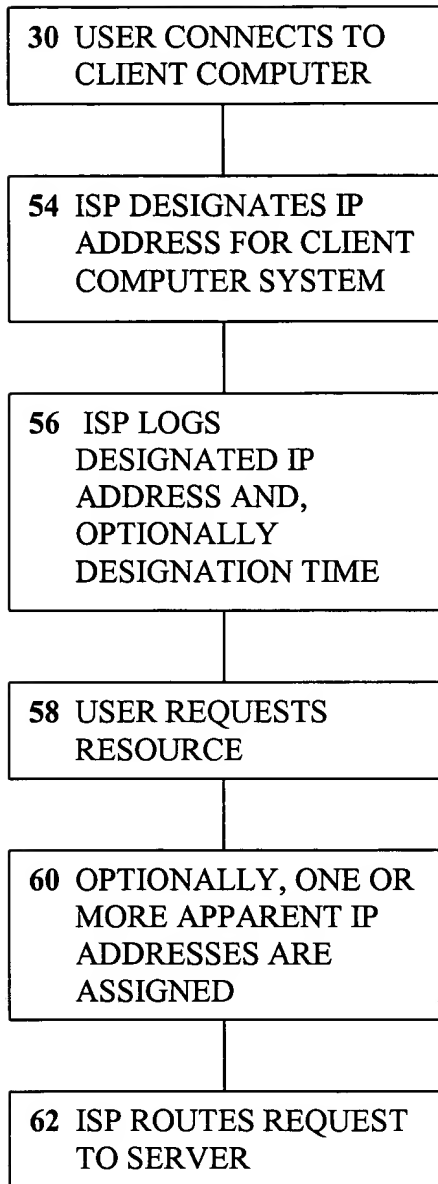 30 USER CONNECTS TO
CLIENT COMPUTER
54 ISP DESIGNATES IP
ADDRESS FOR CLIENT
COMPUTER SYSTEM
56 ISP LOGS
DESIGNATED IP
ADDRESS AND,
OPTIONALLY
DESIGNATION TIME
58 USER REQUESTS
RESOURCE
60 OPTIONALLY, ONE OR
MORE APPARENT IP
ADDRESSES ARE
ASSIGNED
62 ISP ROUTES REQUEST
TO SERVER